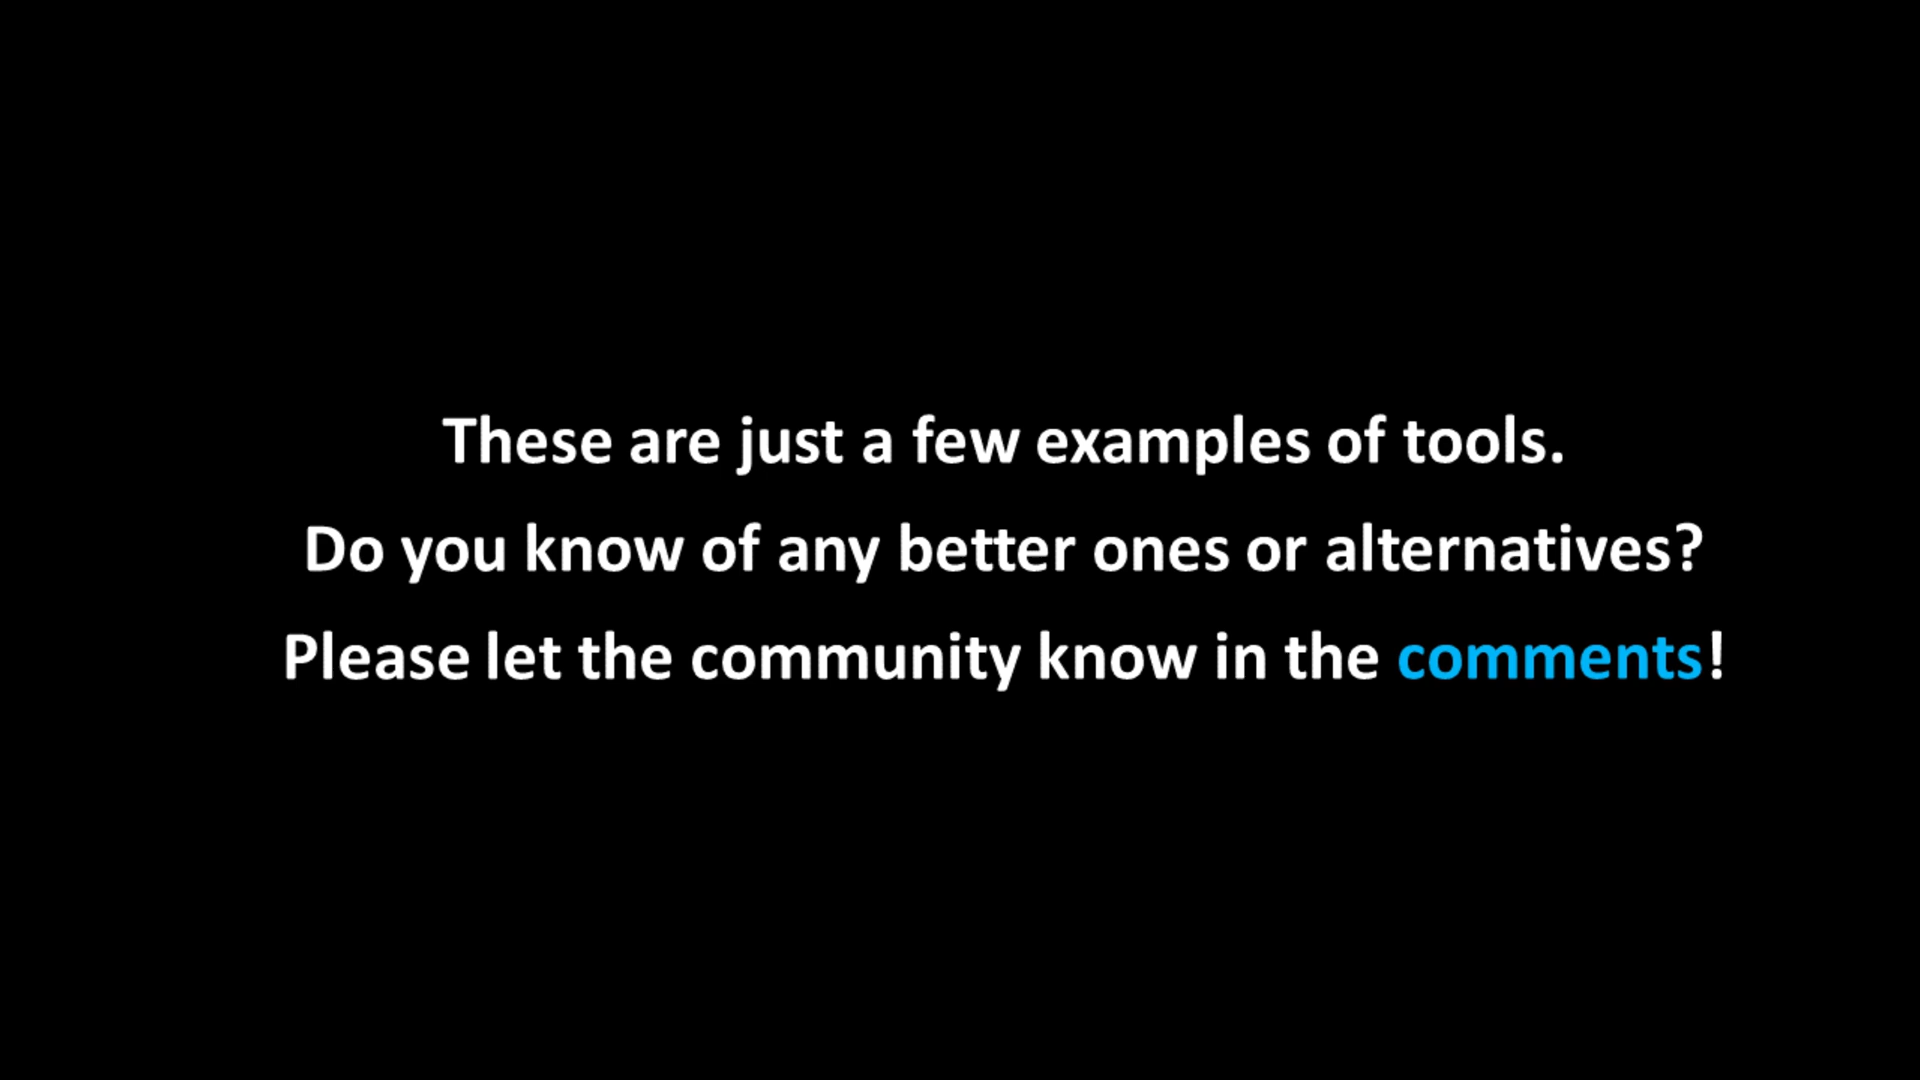 These are just a few examples of tools.
Do you know of any better ones or alternatives?
Please let the community know in the comments!